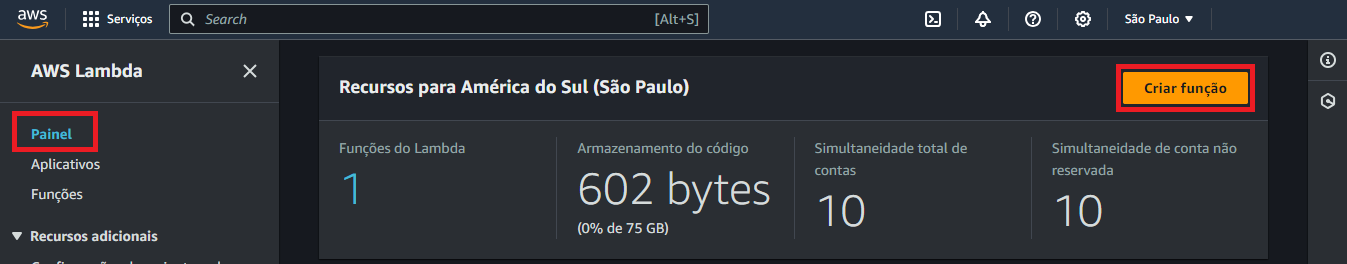 aws
Serviços
Search
[Alt+S]
São Paulo
AWS Lambda
Painel
Aplicativos
Funções
Recursos adicionais
Recursos para América do Sul (São Paulo)
Criar função
Funções do Lambda
1
Armazenamento do código
602 bytes
(0% de 75 GB)
Simultaneidade total de
contas
10
Simultaneidade de conta não
reservada
10